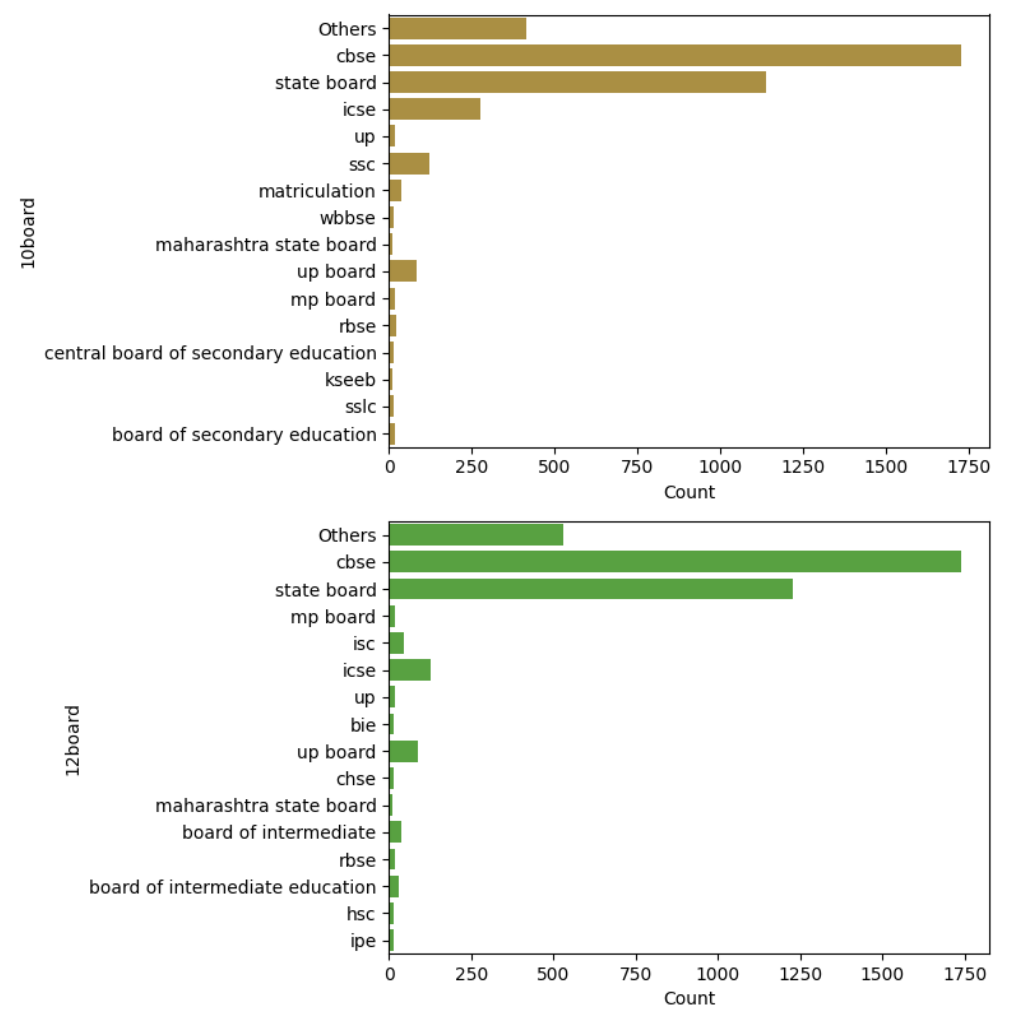 Others
cbse
state board
icse
up
ssc
matriculation
wbbse
maharashtra state board
up board
mp board
rbse
central board of secondary education
kseeb
sslc
board of secondary education
10board
0 250 500 750 1000 1250 1500 1750
Count
Others
cbse
state board
mp board
isc
icse
up
bie
up board
chse
maharashtra state board
board of intermediate
rbse
board of intermediate education
hsc
ipe
12board
0 250 500 750 1000 1250 1500 1750
Count